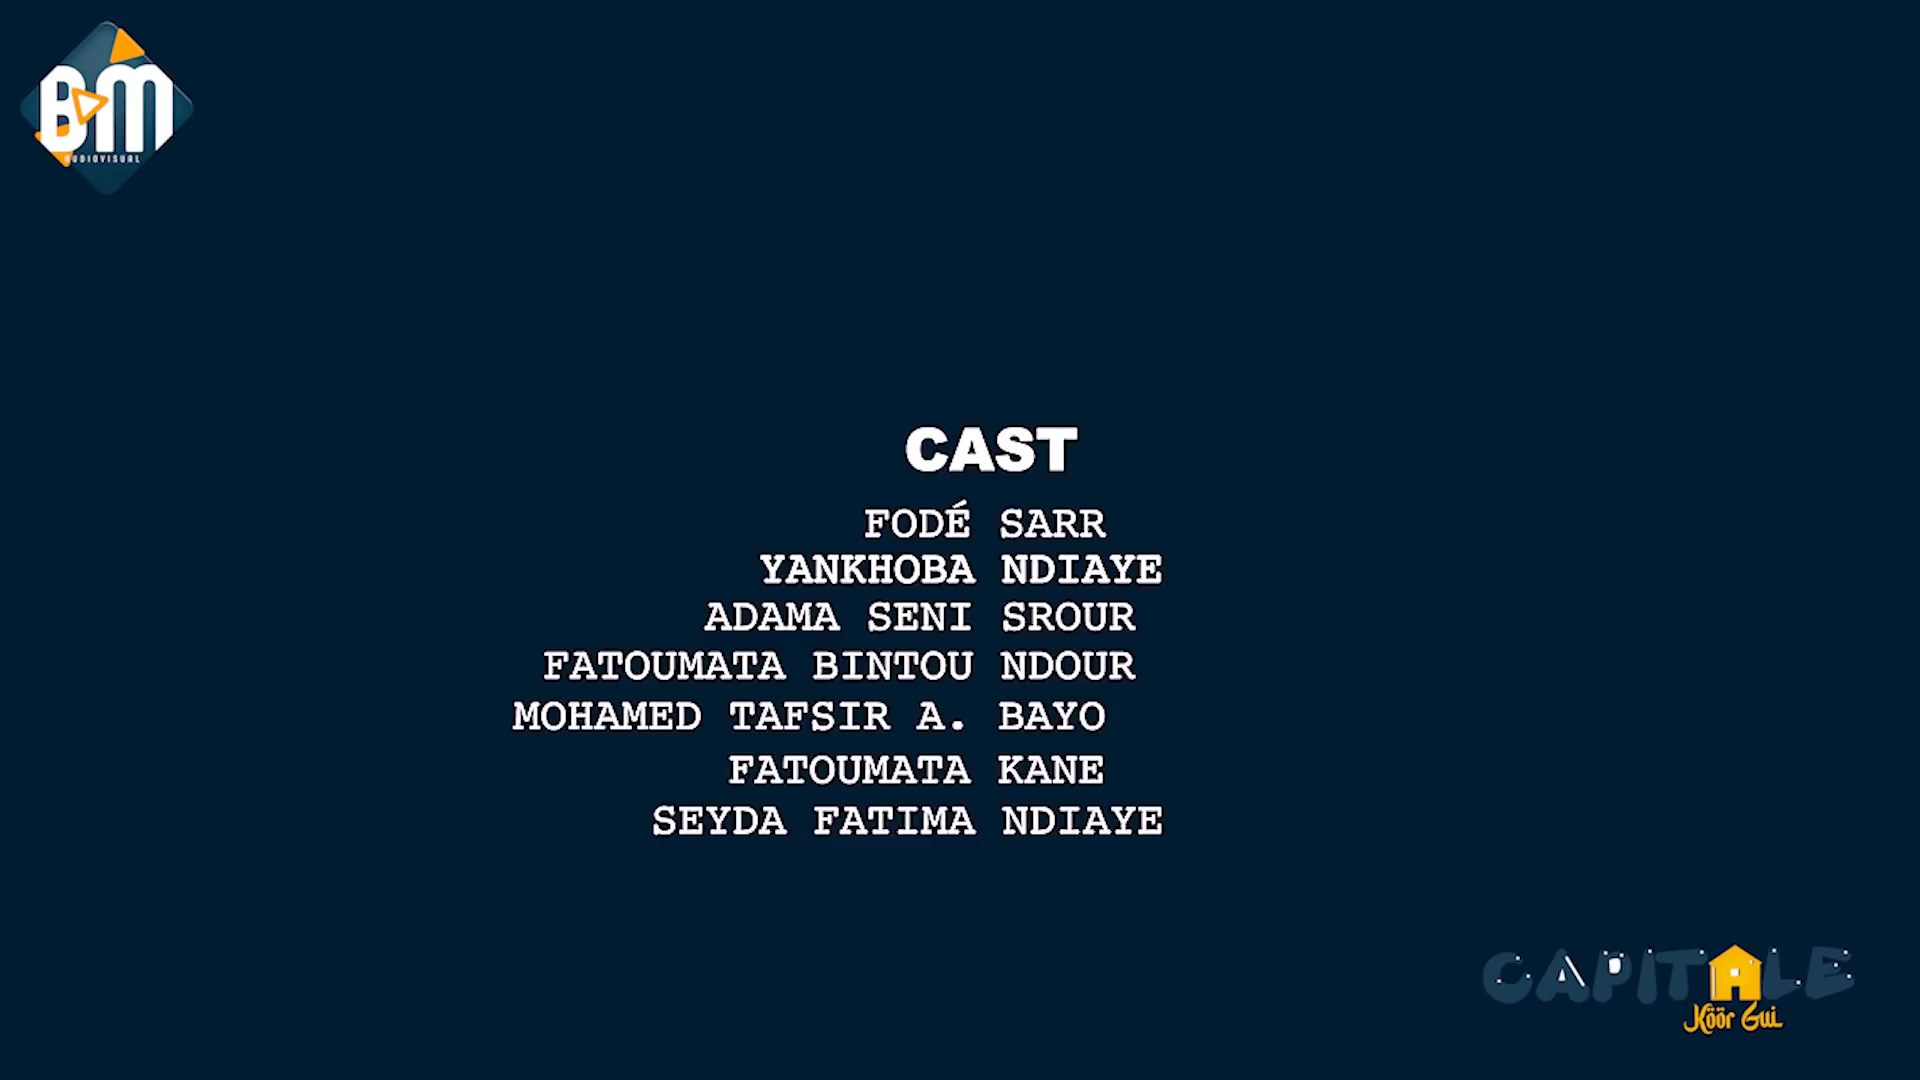 BM
AUDIOVISUAL
CAST
FODÉ SARR
YANKHOBA NDIAYE
ADAMA SENI SROUR
FATOUMATA BINTOU NDOUR
MOHAMED TAFSIR A. BAYO
FATOUMATA KANE
SEYDA FATIMA NDIAYE
CAPITALE
Köör Gui